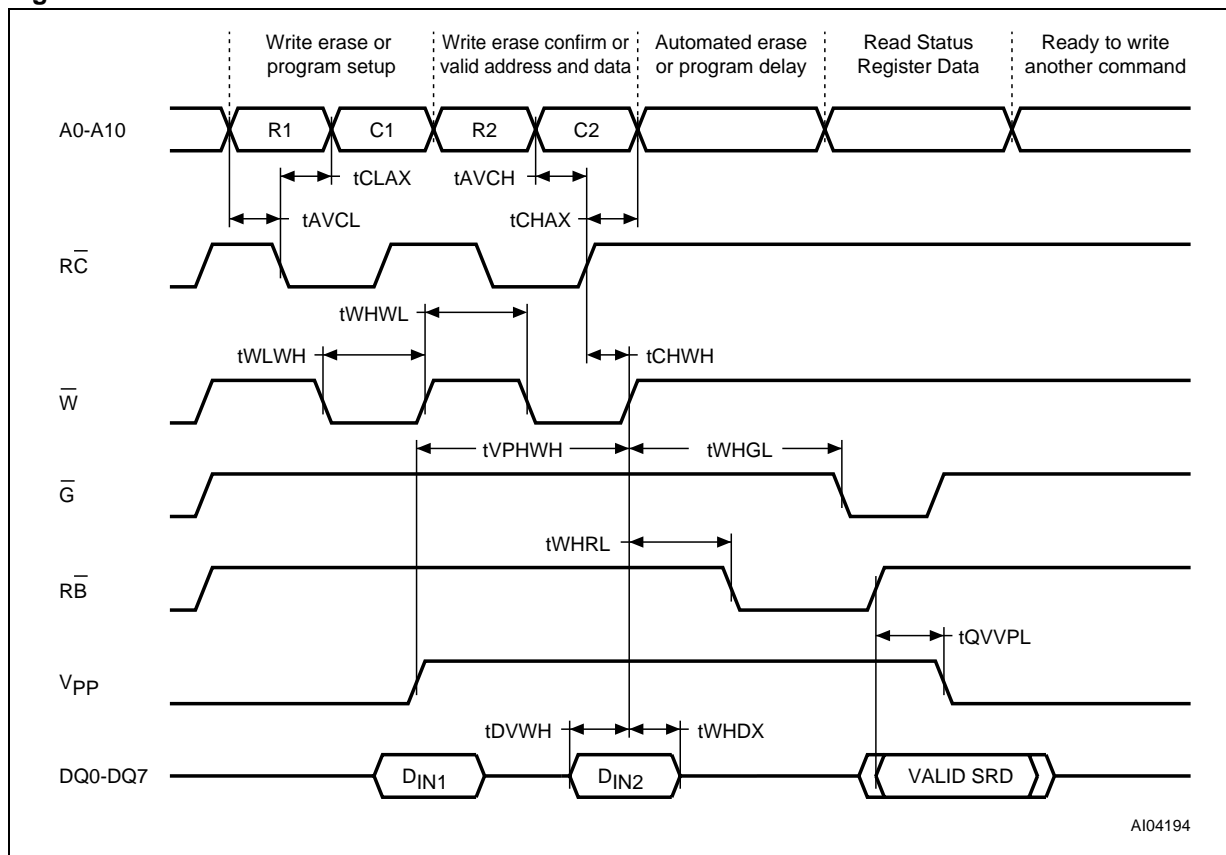 Write erase or
program setup
Write erase confirm or
valid address and data
Automated erase
or program delay
Read Status
Register Data
Ready to write
another command
A0-A10
R1
C1
R2
C2
tCLAX
tAVCH
tAVCL
tCHAX
RC̅
tWHWL
tWLWH
tCHWH
W̅
tVPHWH
tWHGL
G̅
tWHRL
RB̅
tQVVPL
VPP
tDVWH
tWHDX
DQ0-DQ7
DIN1
DIN2
VALID SRD
AI04194